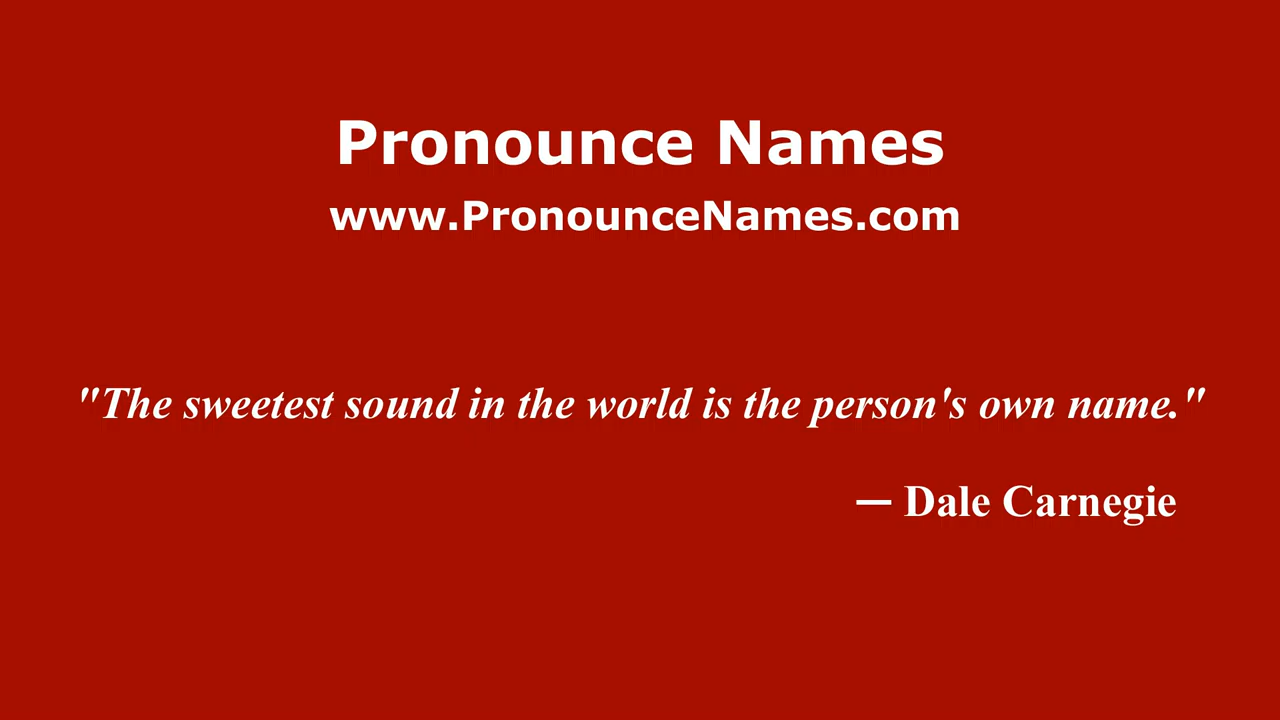 Pronounce Names
www.PronounceNames.com
"The sweetest sound in the world is the person's own name."
— Dale Carnegie